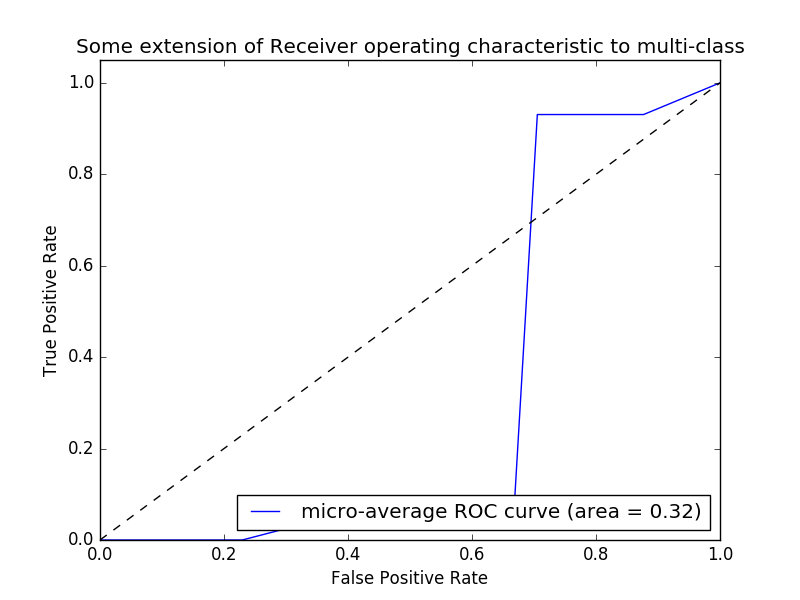 Some extension of Receiver operating characteristic to multi-class
1.0
0.8
0.6
0.4
0.2
0.0
True Positive Rate
micro-average ROC curve (area = 0.32)
0.0 0.2 0.4 0.6 0.8 1.0
False Positive Rate